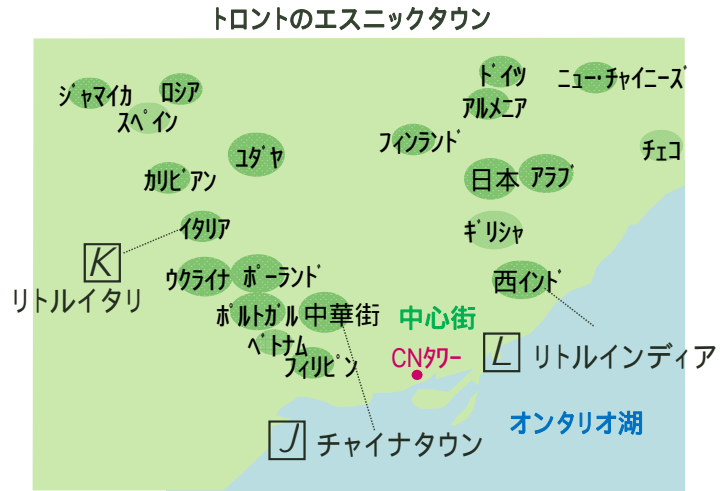 トロントのエスニックタウン
ジャマイカ
ロシア
スペイン
ドイツ
アルメニア
ニュー・チャイニーズ
フィンランド
チェコ
ユダヤ
カリビアン
日本
アラブ
イタリア
ギリシャ
K
リトルイタリ
ウクライナ
ポーランド
西インド
ポルトガル
中華街
中心街
ベトナム
フィリピン
CNタワー
L
リトルインディア
J
チャイナタウン
オンタリオ湖